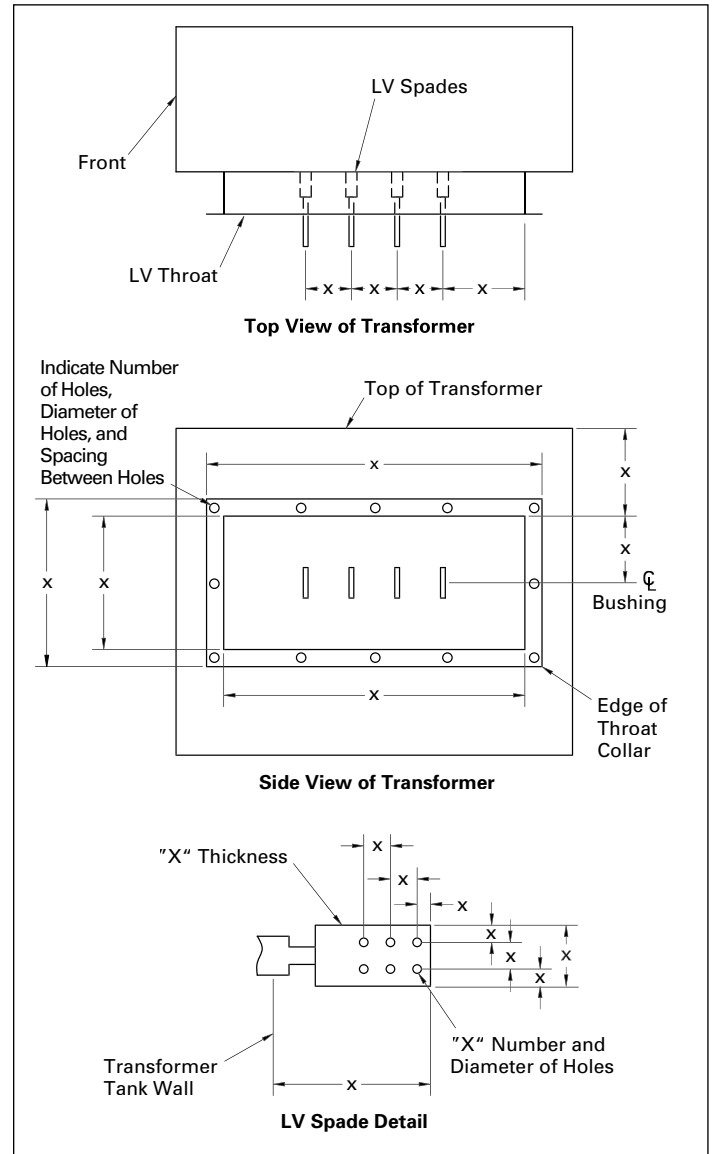 LV Spades
Front
LV Throat
x x x x
Top View of Transformer
Indicate Number
of Holes,
Diameter of
Holes, and
Spacing
Between Holes
Top of Transformer
x
x
x
x
x
℄
Bushing
x
Edge of
Throat
Collar
Side View of Transformer
"X" Thickness
x
x
x
x
x
x
x
"X" Number and
Diameter of Holes
Transformer
Tank Wall
x
LV Spade Detail